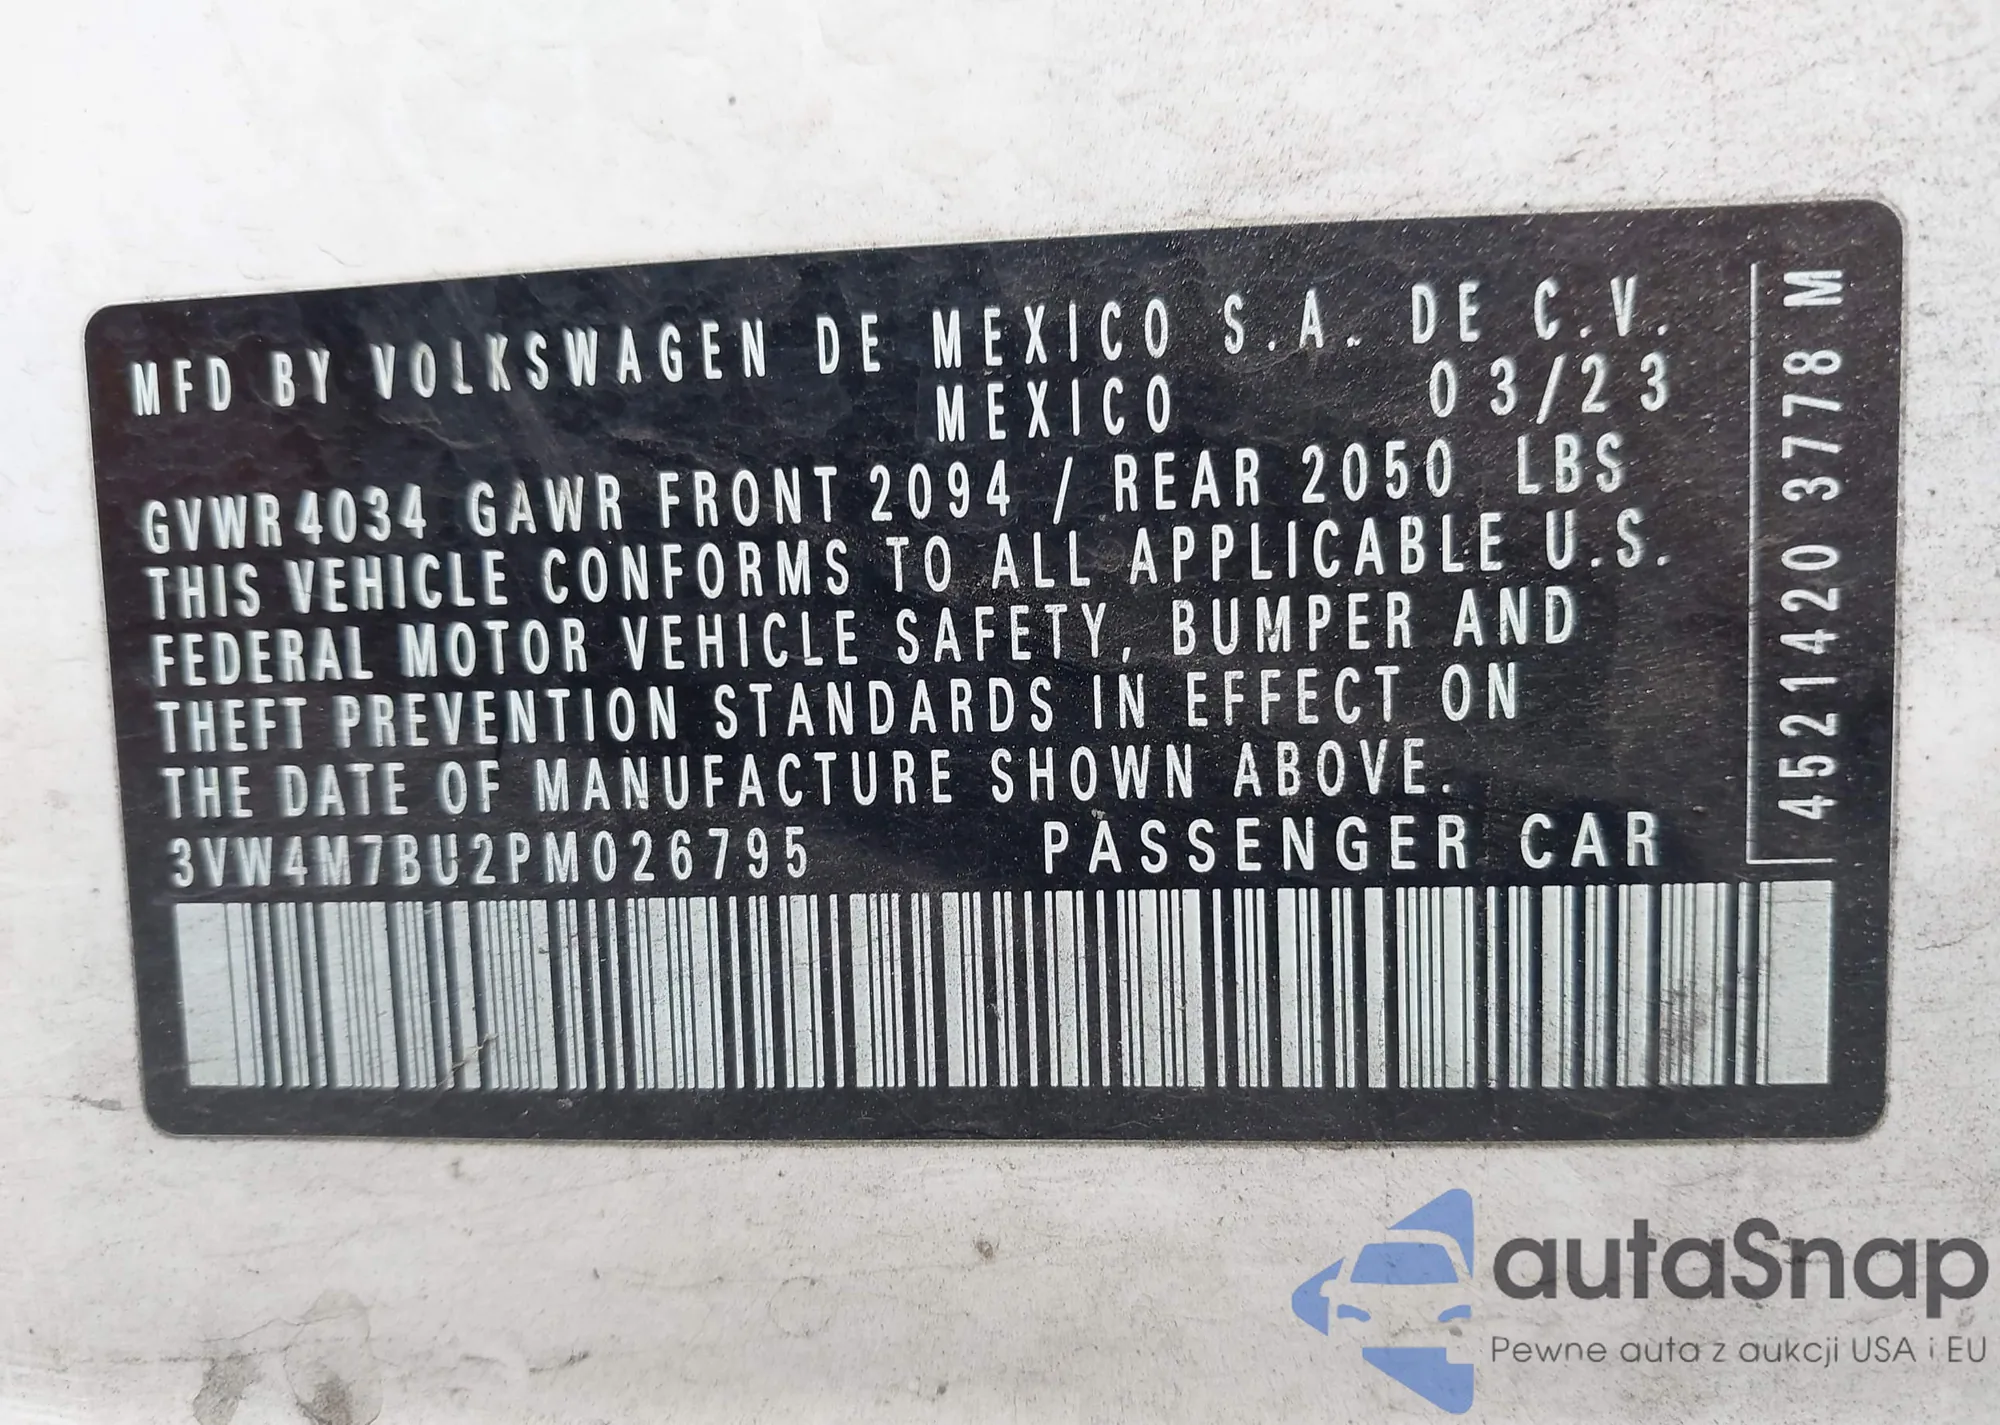 MFD BY VOLKSWAGEN DE MEXICO S.A. DE C.V.
MEXICO 03/23
GVWR 4034 GAWR FRONT 2094 / REAR 2050 LBS
THIS VEHICLE CONFORMS TO ALL APPLICABLE U.S.
FEDERAL MOTOR VEHICLE SAFETY, BUMPER AND
THEFT PREVENTION STANDARDS IN EFFECT ON
THE DATE OF MANUFACTURE SHOWN ABOVE.
3VW4M7BU2PM026795 PASSENGER CAR
4521420 3778 M
autaSnap
Pewne auta z aukcji USA i EU